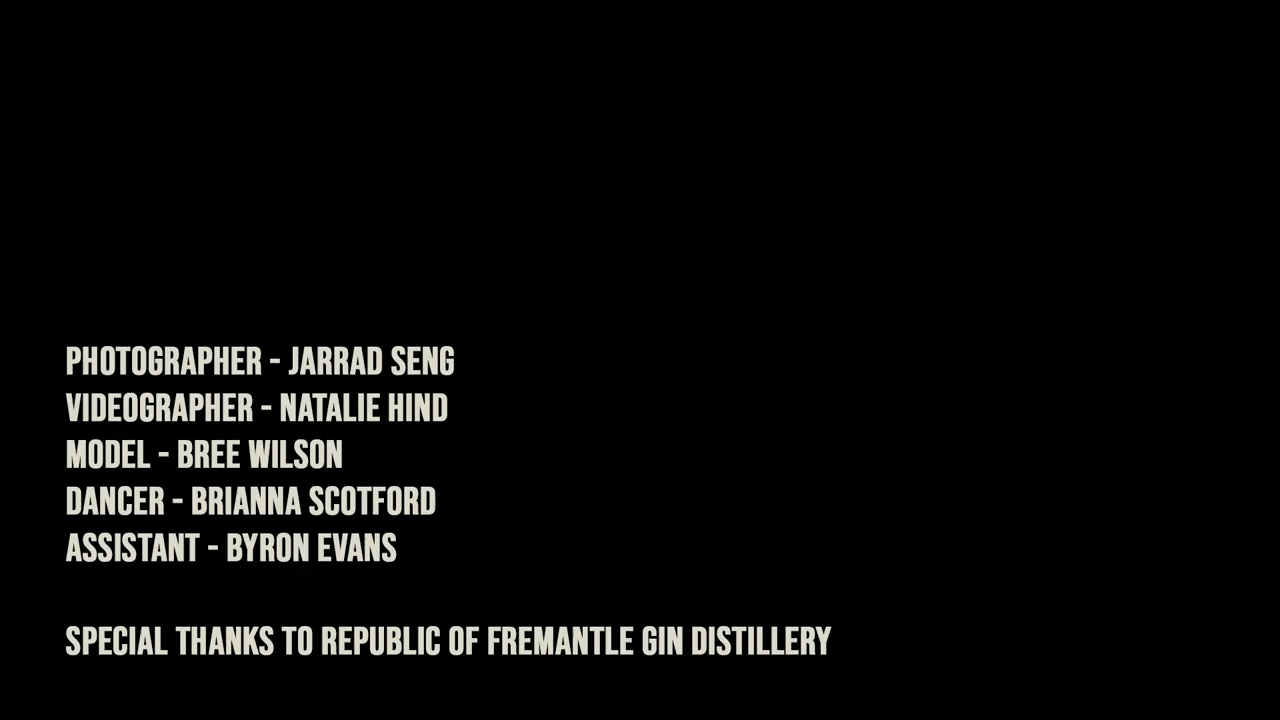 PHOTOGRAPHER - JARRAD SENG
VIDEOGRAPHER - NATALIE HIND
MODEL - BREE WILSON
DANCER - BRIANNA SCOTFORD
ASSISTANT - BYRON EVANS
SPECIAL THANKS TO REPUBLIC OF FREMANTLE GIN DISTILLERY